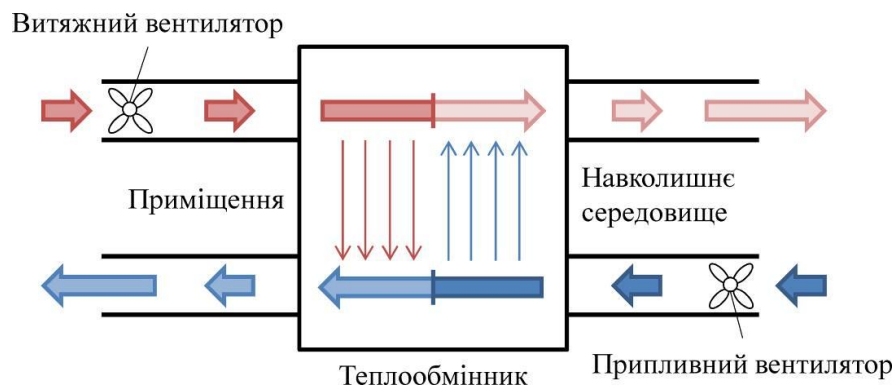 Витяжний вентилятор
Приміщення
Навколишнє
середовище
Теплообмінник
Припливний вентилятор